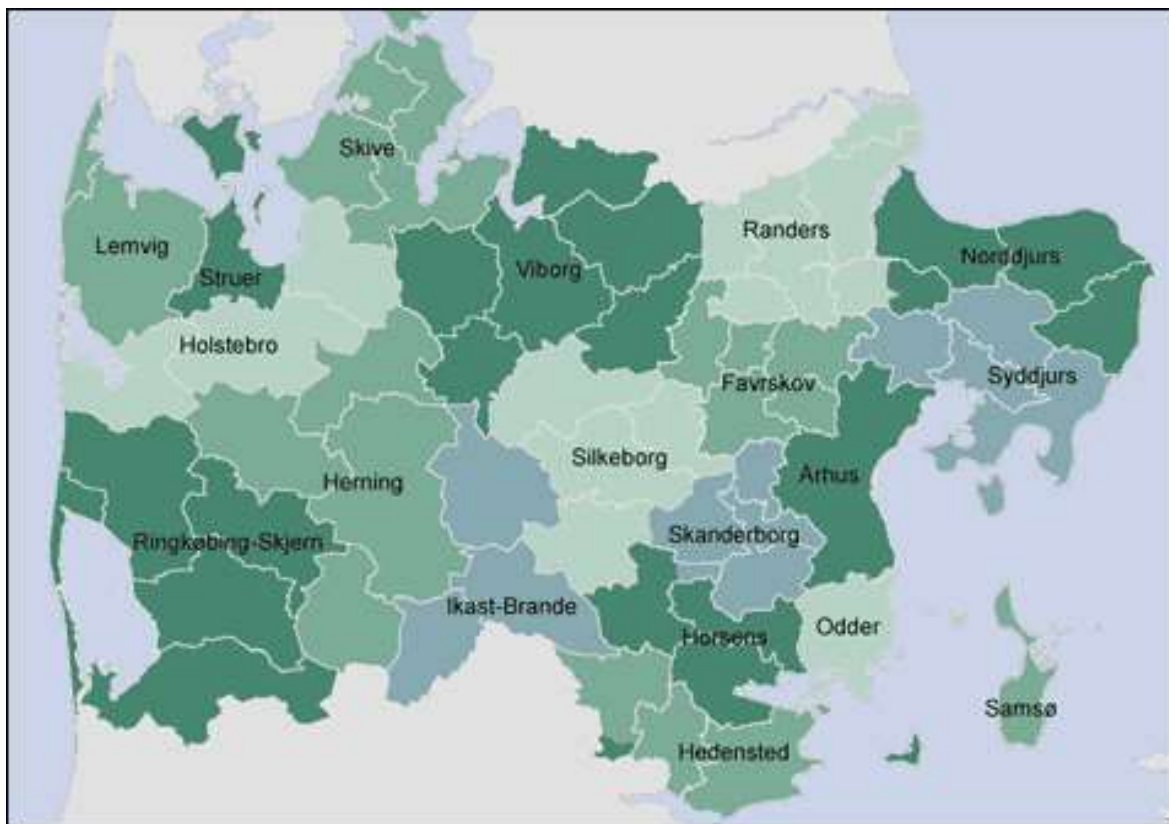 Skive
Randers
Lemvig
Norddjurs
Viborg
Struer
Holstebro
Syddjurs
Favrskov
Silkeborg
Århus
Herning
Skanderborg
Ringkøbing-Skjern
Ikast-Brande
Odder
Horsens
Samsø
Hedensted